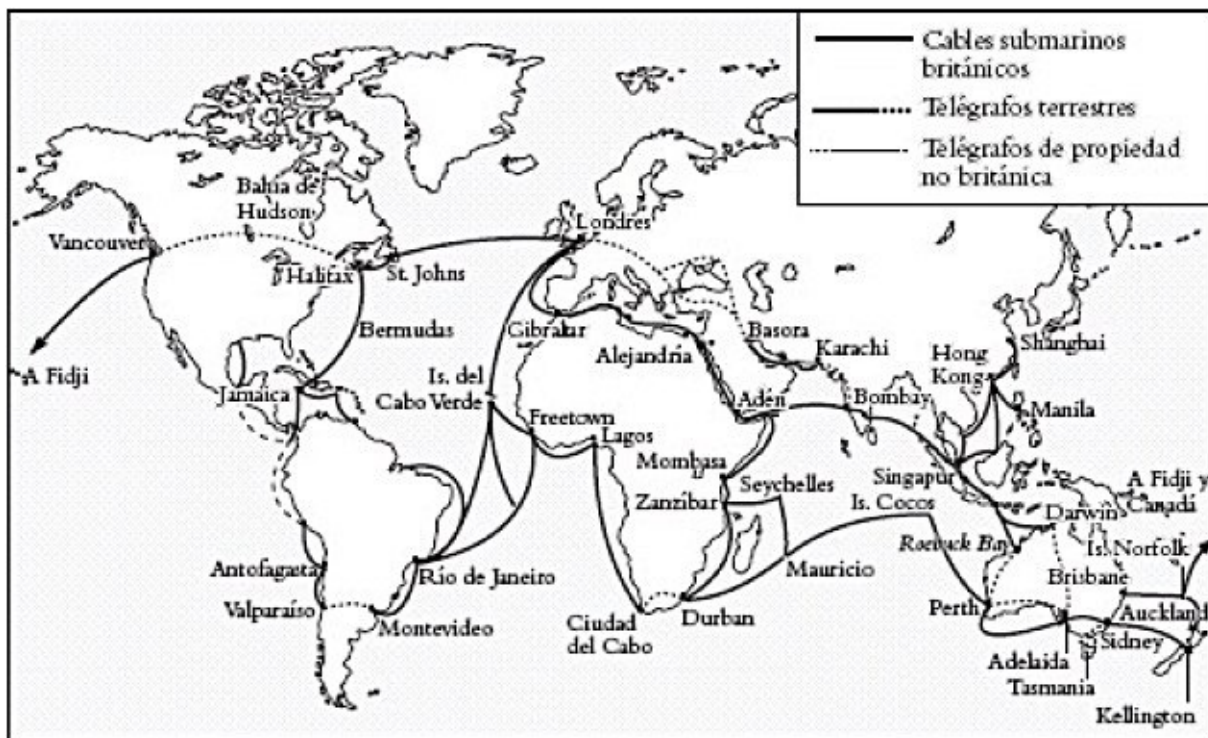 Cables submarinos
británicos
Telégrafos terrestres
Telégrafos de propiedad
no británica
Bahía de
Hudson
Vancouver
Londres
Halifax
St. Johns
Bermudas
Gibraltar
Basora
Karachi
Hong
Kong
Shanghai
Alejandría
A Fidji
Jamaica
Is. del
Cabo Verde
Adén
Bombay
Manila
Freetown
Lagos
Mombasa
Seychelles
Singapur
A Fidji y
Canadá
Zanzíbar
Is. Cocos
Darwin
Roebuck Bay
Is. Norfolk
Antofagasta
Río de Janeiro
Mauricio
Brisbane
Valparaíso
Montevideo
Ciudad
del Cabo
Durban
Perth
Auckland
Sidney
Adelaida
Tasmania
Kellington